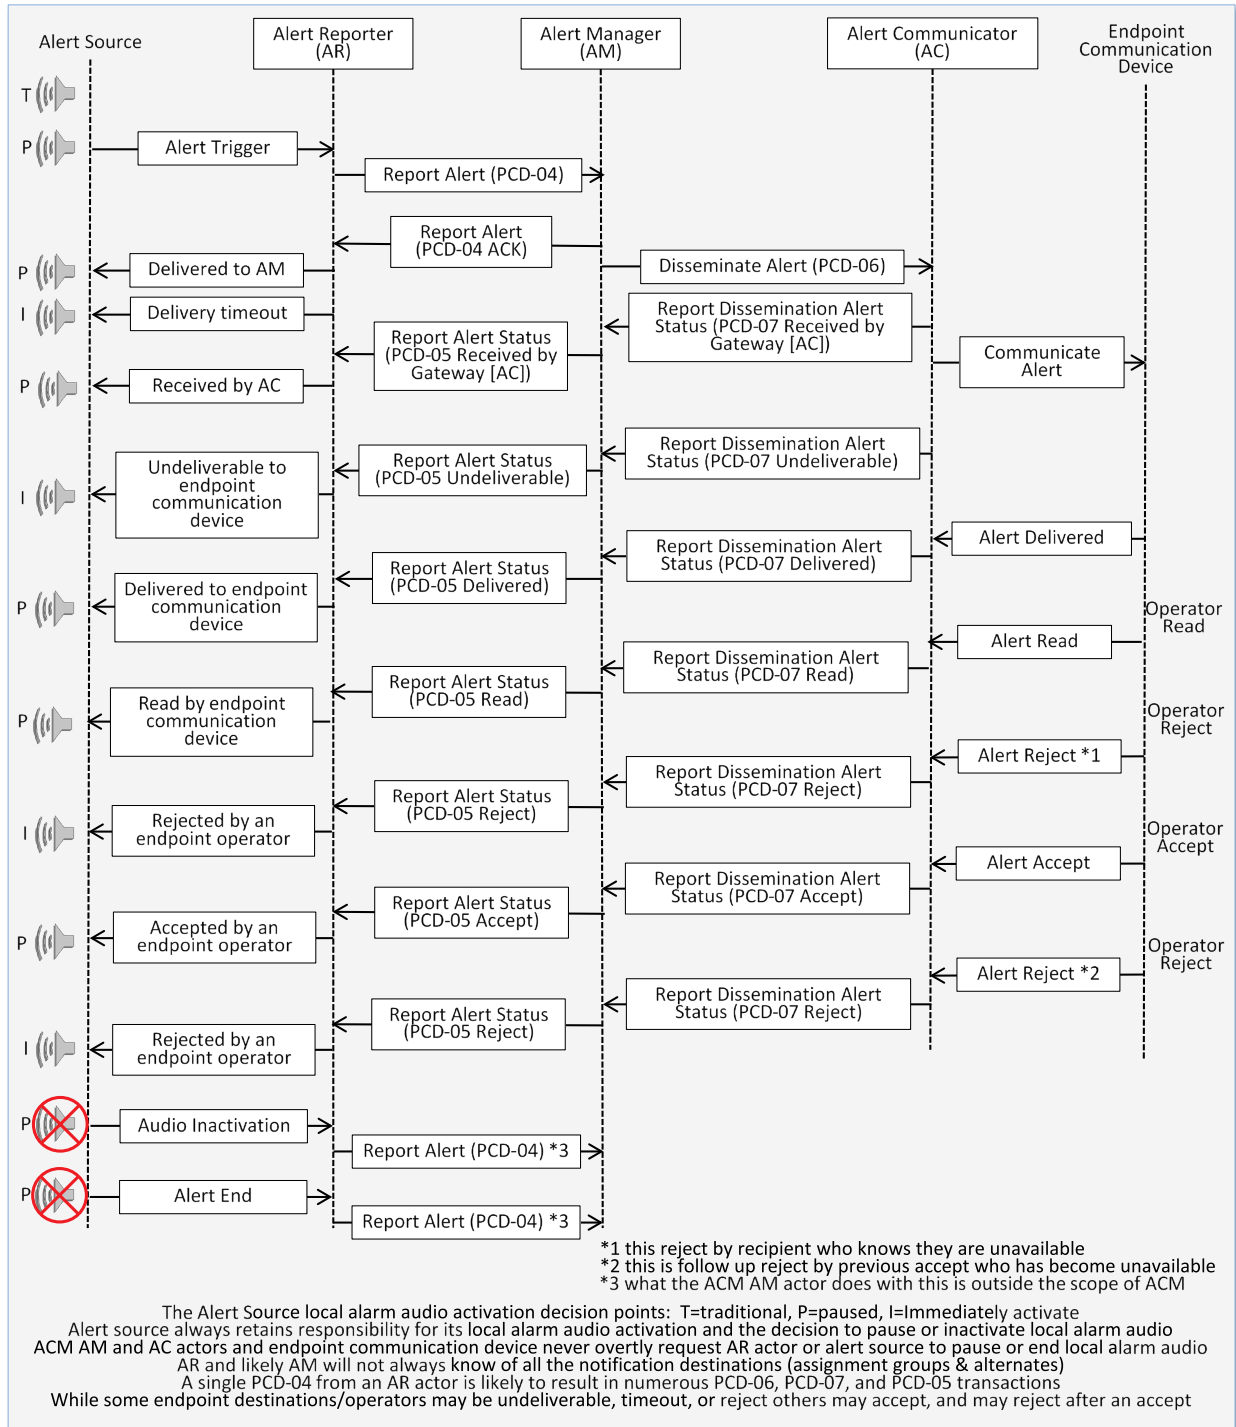 Alert Source
Alert Reporter
(AR)
Alert Manager
(AM)
Alert Communicator
(AC)
Endpoint
Communication
Device
T
P
Alert Trigger
Report Alert (PCD-04)
Report Alert
(PCD-04 ACK)
P
Delivered to AM
Disseminate Alert (PCD-06)
I
Delivery timeout
Report Dissemination Alert
Status (PCD-07 Received by
Gateway [AC])
Report Alert Status
(PCD-05 Received by
Gateway [AC])
Communicate
Alert
P
Received by AC
Report Dissemination Alert
Status (PCD-07 Undeliverable)
Report Alert Status
(PCD-05 Undeliverable)
I
Undeliverable to
endpoint
communication
device
Alert Delivered
Report Dissemination Alert
Status (PCD-07 Delivered)
Report Alert Status
(PCD-05 Delivered)
P
Delivered to endpoint
communication
device
Operator
Read
Alert Read
Report Dissemination Alert
Status (PCD-07 Read)
Report Alert Status
(PCD-05 Read)
P
Read by endpoint
communication
device
Operator
Reject
Alert Reject *1
Report Dissemination Alert
Status (PCD-07 Reject)
Report Alert Status
(PCD-05 Reject)
I
Rejected by an
endpoint operator
Operator
Accept
Alert Accept
Report Dissemination Alert
Status (PCD-07 Accept)
Report Alert Status
(PCD-05 Accept)
P
Accepted by an
endpoint operator
Operator
Reject
Alert Reject *2
Report Dissemination Alert
Status (PCD-07 Reject)
Report Alert Status
(PCD-05 Reject)
I
Rejected by an
endpoint operator
P
Audio Inactivation
Report Alert (PCD-04) *3
P
Alert End
Report Alert (PCD-04) *3
*1 this reject by recipient who knows they are unavailable
*2 this is follow up reject by previous accept who has become unavailable
*3 what the ACM AM actor does with this is outside the scope of ACM
The Alert Source local alarm audio activation decision points:  T=traditional, P=paused, I=Immediately activate
Alert source always retains responsibility for its local alarm audio activation and the decision to pause or inactivate local alarm audio
ACM AM and AC actors and endpoint communication device never overtly request AR actor or alert source to pause or end local alarm audio
AR and likely AM will not always know of all the notification destinations (assignment groups & alternates)
A single PCD-04 from an AR actor is likely to result in numerous PCD-06, PCD-07, and PCD-05 transactions
While some endpoint destinations/operators may be undeliverable, timeout, or reject others may accept, and may reject after an accept